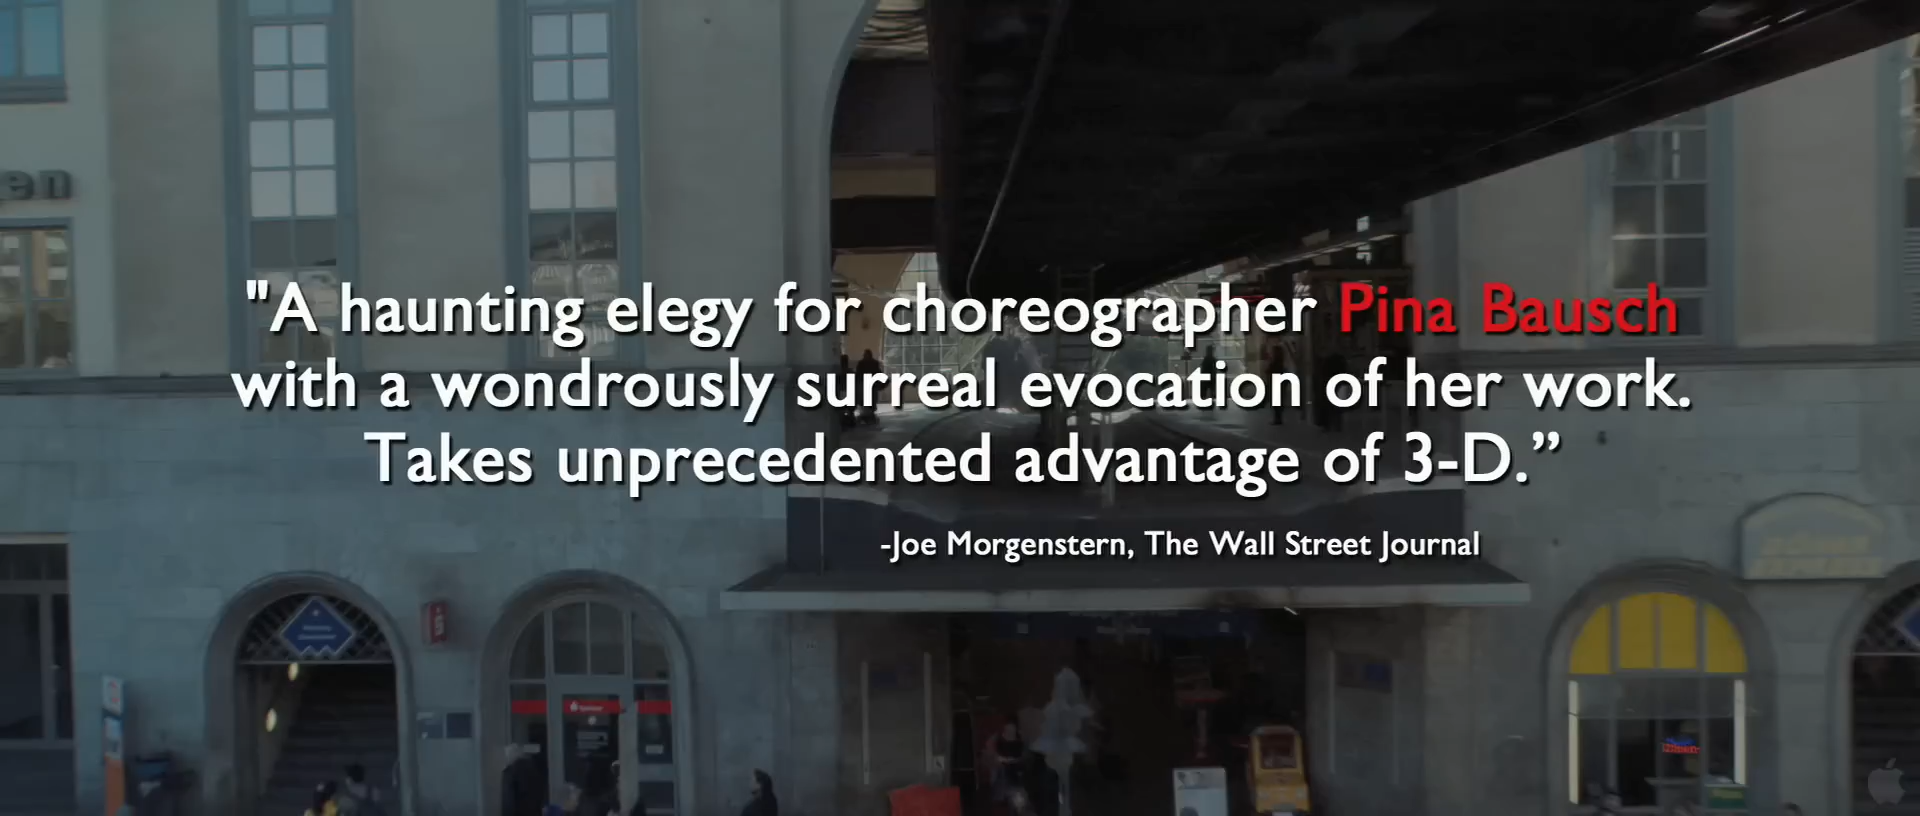 en
"A haunting elegy for choreographer Pina Bausch
with a wondrously surreal evocation of her work.
Takes unprecedented advantage of 3-D.”
-Joe Morgenstern, The Wall Street Journal